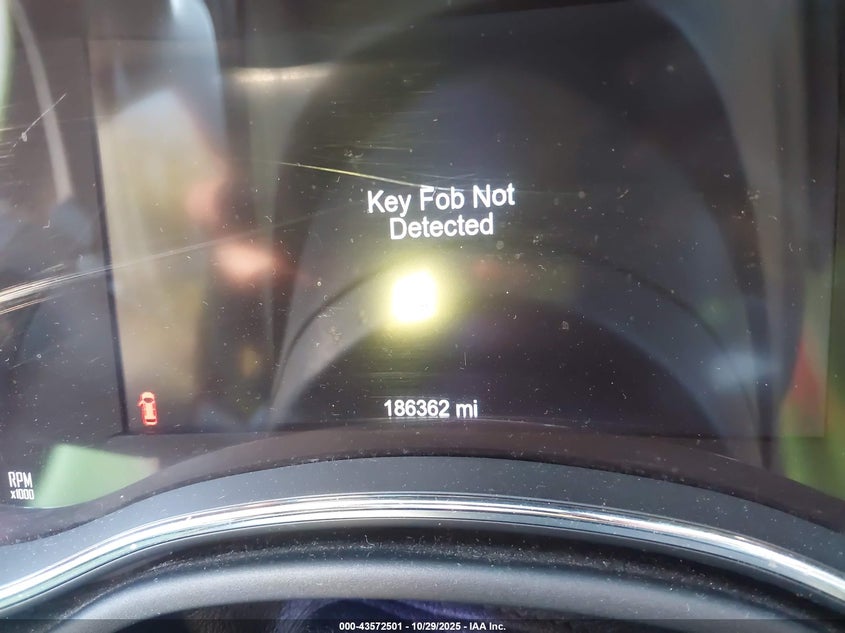 Key Fob Not
Detected
186362 mi
RPM
x1000
000-43572501 - 10/29/2025 - IAA Inc.